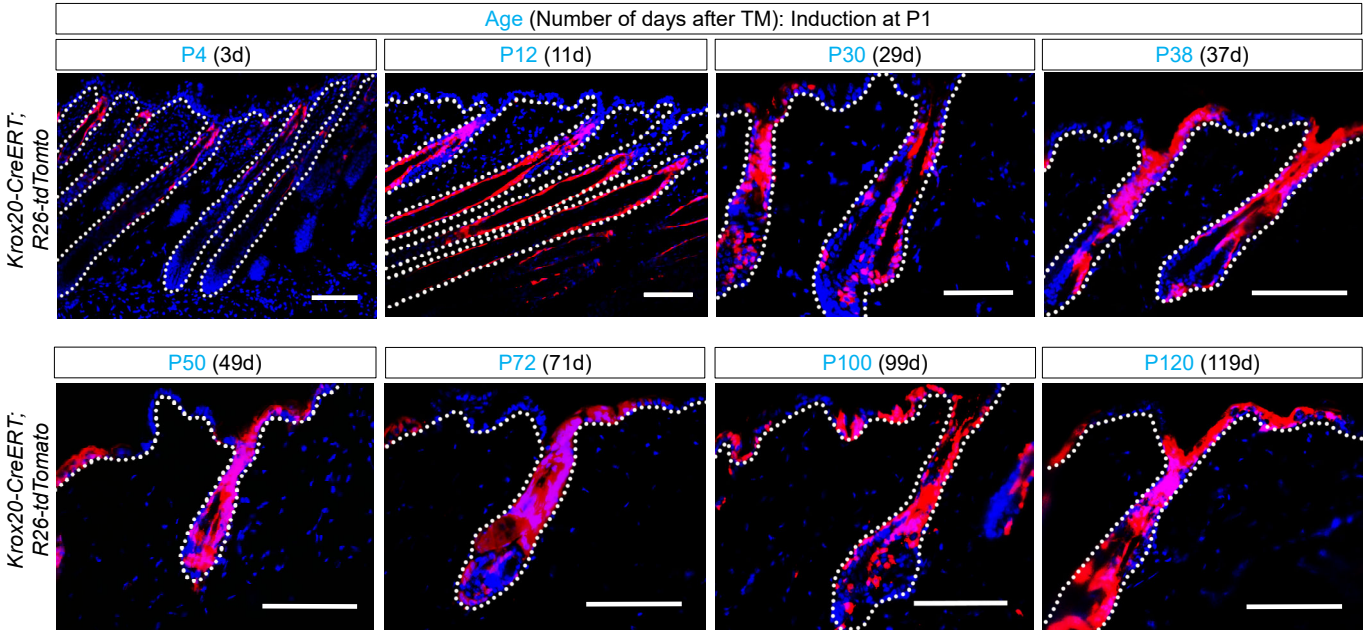 Age (Number of days after TM): Induction at P1
P4 (3d)
P12 (11d)
P30 (29d)
P38 (37d)
Krox20-CreERT;
R26-tdTomto
P50 (49d)
P72 (71d)
P100 (99d)
P120 (119d)
Krox20-CreERT;
R26-tdTomato